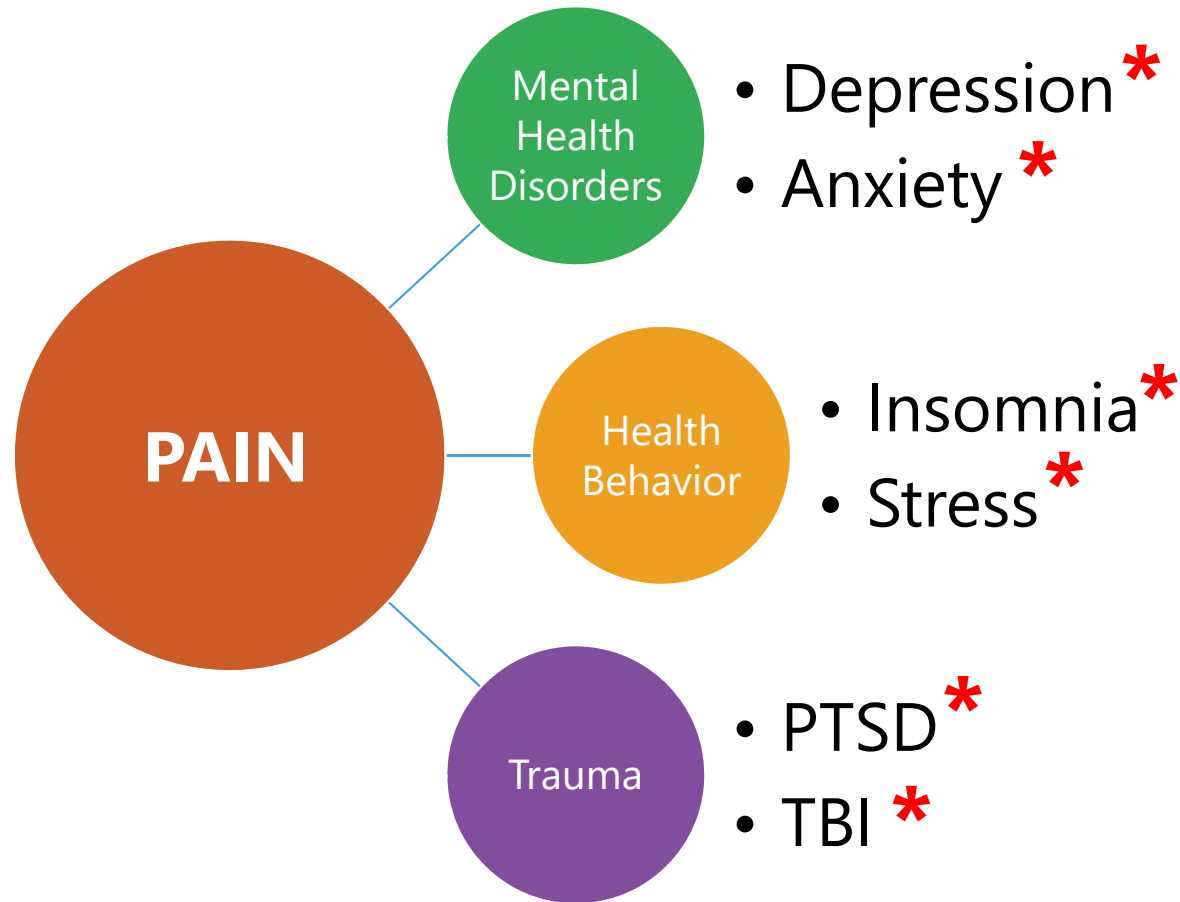 Mental
Health
Disorders
• Depression*
• Anxiety *
PAIN
Health
Behavior
• Insomnia*
• Stress*
Trauma
• PTSD*
• TBI *